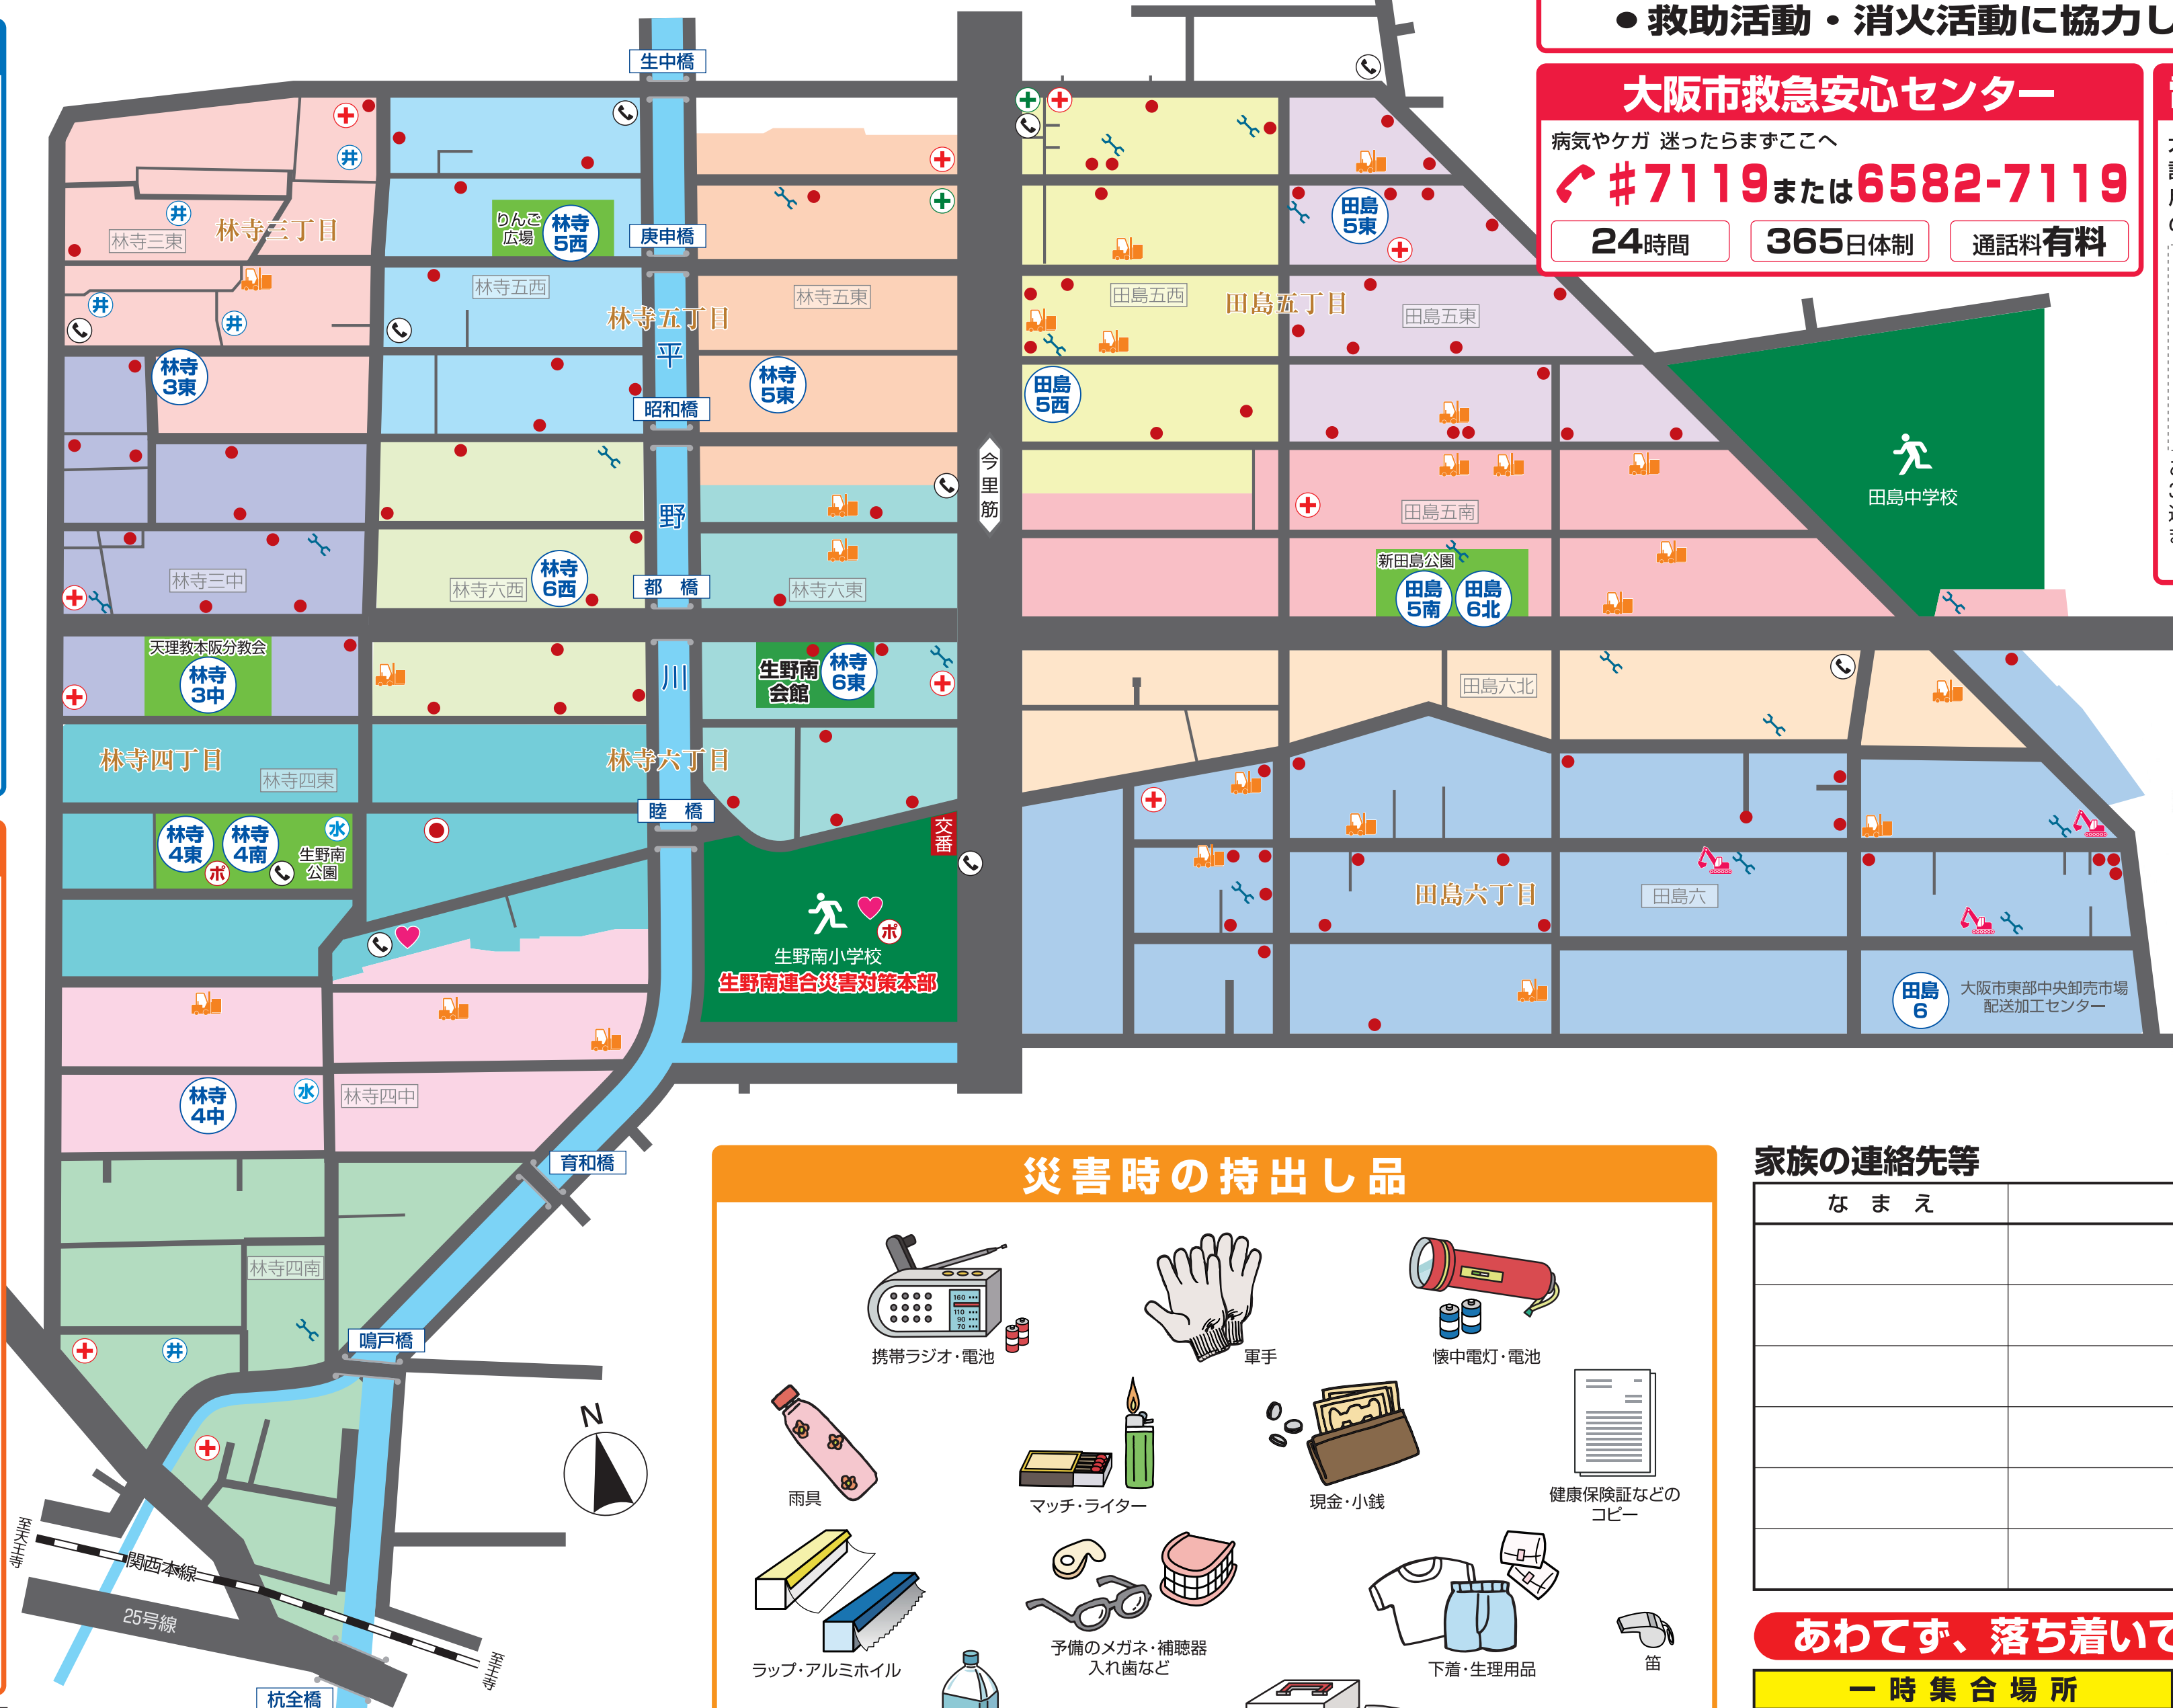 ●救助活動・消火活動に協力し
大阪市救急安心センター
病気やケガ 迷ったらまずここへ
♯7119または6582-7119
24時間
365日体制
通話料有料
生中橋
井
林寺三丁目
林寺三東
井
りんご
広場
林寺
5西
庚申橋
田島
5東
林寺五西
林寺五東
林寺五丁目
田島五西
田島五丁目
田島五東
井
井
平
林寺
3東
林寺
5東
田島
5西
昭和橋
今里筋
田島中学校
野
田島五南
林寺三中
林寺六西
林寺
6西
都 橋
林寺六東
新田島公園
田島
5南
田島
6北
天理教本阪分教会
林寺
3中
川
生野南
会館
林寺
6東
田島六北
林寺四丁目
林寺四東
林寺六丁目
睦 橋
林寺
4東
林寺
4南
水
ポ
生野南
公園
交番
田島六丁目
田島六
ポ
生野南小学校
生野南連合災害対策本部
田島
6
大阪市東部中央卸売市場
配送加工センター
林寺
4中
水
林寺四中
育和橋
林寺四南
井
鳴戸橋
N
至天王寺
関西本線
25号線
至王寺
杭全橋
災害時の持出し品
160
110
90
70
携帯ラジオ・電池
軍手
懐中電灯・電池
雨具
マッチ・ライター
現金・小銭
健康保険証などの
コピー
ラップ・アルミホイル
予備のメガネ・補聴器
入れ歯など
下着・生理用品
笛
家族の連絡先等
なまえ
あわてず、落ち着いて
一時集合場所